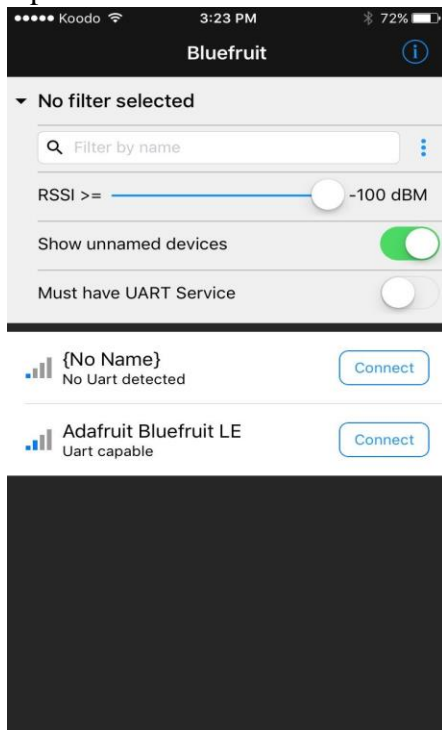 Koodo 3:23 PM 72%
Bluefruit
No filter selected
Filter by name
RSSI >= -100 dBM
Show unnamed devices
Must have UART Service
{No Name}
No Uart detected
Connect
Adafruit Bluefruit LE
Uart capable
Connect